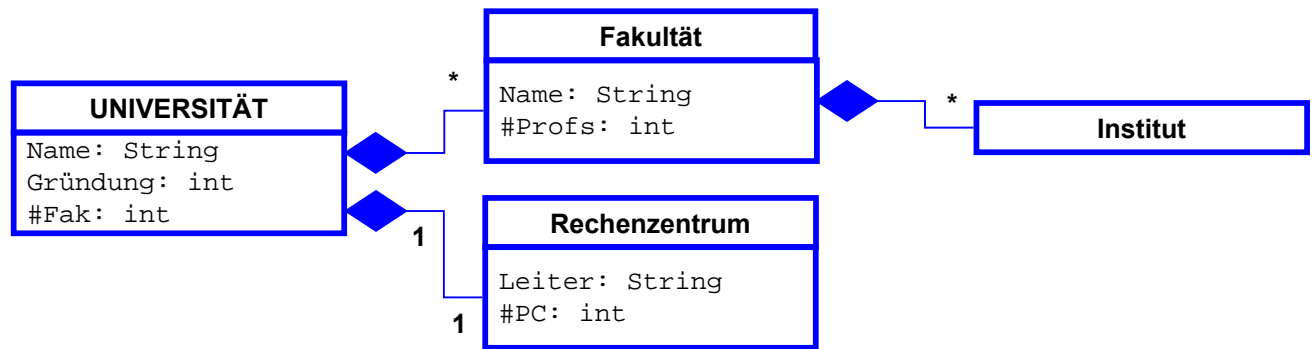 UNIVERSITÄT
Name: String
Gründung: int
#Fak: int
*
Fakultät
Name: String
#Profs: int
*
Institut
1
1
Rechenzentrum
Leiter: String
#PC: int